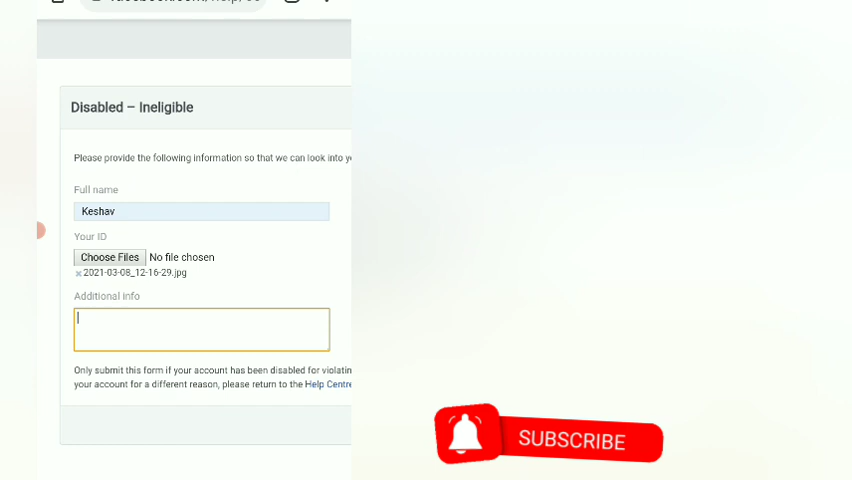 Disabled – Ineligible
Please provide the following information so that we can look into
Full name
Keshav
Your ID
Choose Files No file chosen
2021-03-08_12-16-29.jpg
Additional info
Only submit this form if your account has been disabled for
your account for a different reason, please return to the Help Centre
SUBSCRIBE